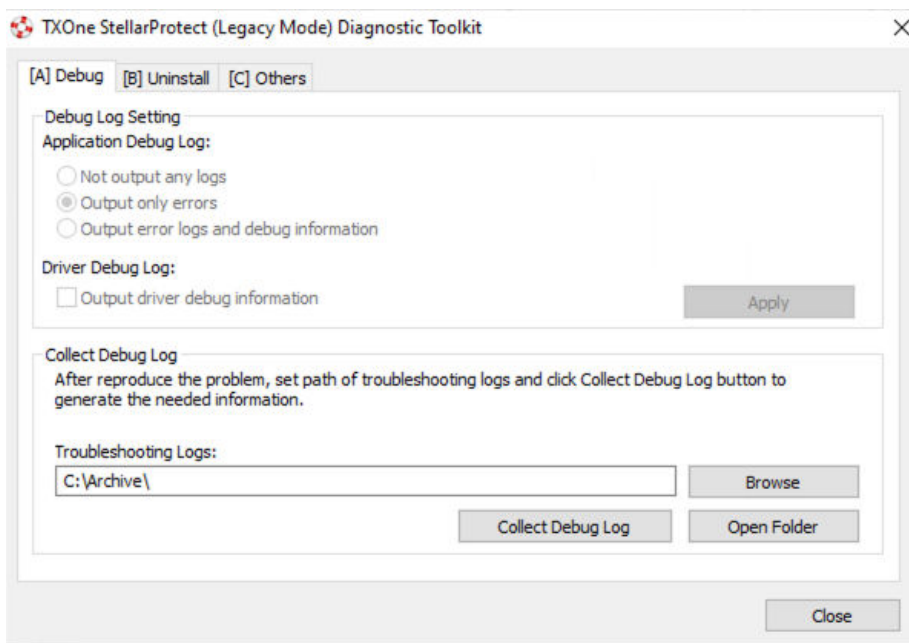 TXOne StellarProtect (Legacy Mode) Diagnostic Toolkit
[A] Debug [B] Uninstall [C] Others
Debug Log Setting
Application Debug Log:
Not output any logs
Output only errors
Output error logs and debug information
Driver Debug Log:
Output driver debug information
Apply
Collect Debug Log
After reproduce the problem, set path of troubleshooting logs and click Collect Debug Log button to
generate the needed information.
Troubleshooting Logs:
C:\Archive\
Browse
Collect Debug Log
Open Folder
Close